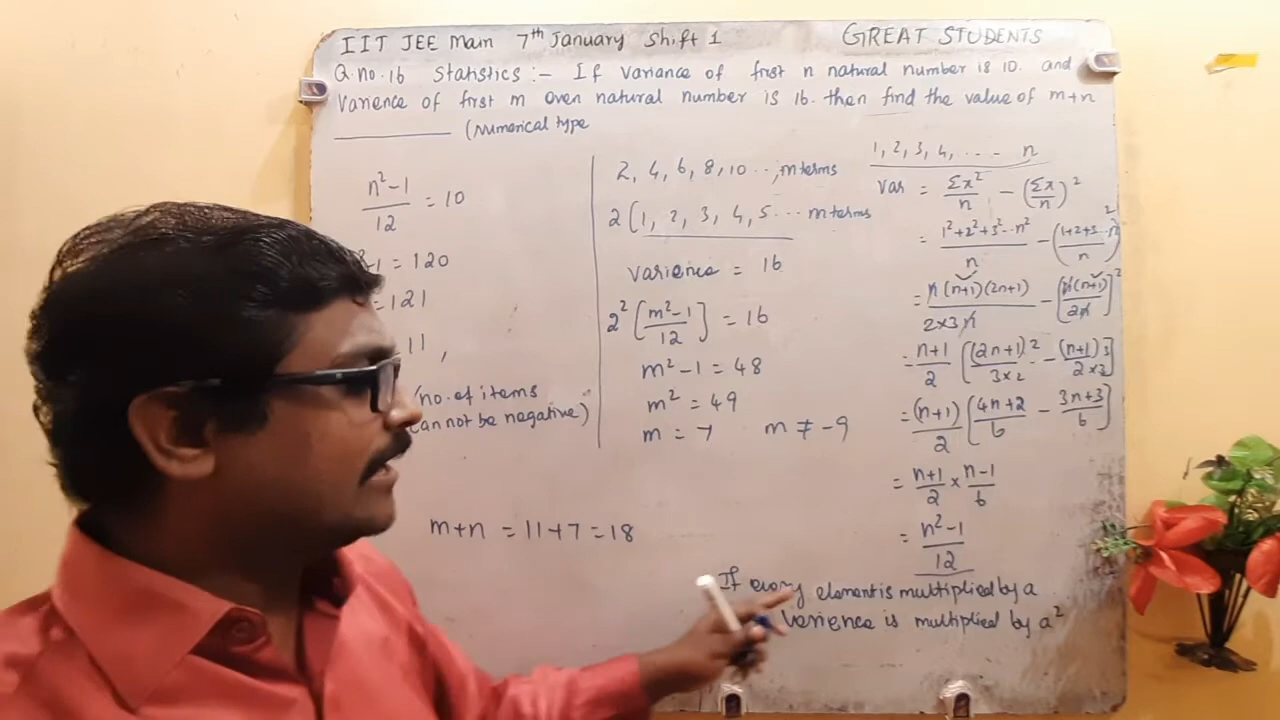 IIT JEE Main 7th January Shift 1 GREAT STUDENTS
Q.no.16 Statistics :- If Variance of first n natural number is 10. and
Varience of first m even natural number is 16. then find the value of m+n
__________ (Numerical type
n²-1/12 = 10
-1 = 120
= 121
11,
(no. of items
cannot be negative)
m+n = 11+7 = 18
2, 4, 6, 8, 10 ..., m terms
2(1, 2, 3, 4, 5 ... m terms
varience = 16
2²[m²-1/12] = 16
m²-1 = 48
m² = 49
m = 7 m ≠ -9
1, 2, 3, 4, .... n
var = Σx²/n - (Σx/n)²
= 1²+2²+3²..n²/n - (1+2+3..n/n)²
= n(n+1)(2n+1)/2×3n - [n(n+1)/2n]²
= n+1/2 [(2n+1)2/3×2 - (n+1)3/2×3]
= (n+1)/2 [4n+2/6 - 3n+3/6]
= n+1/2 × n-1/6
= n²-1/12
If every element is multiplied by a
Varience is multiplied by a²